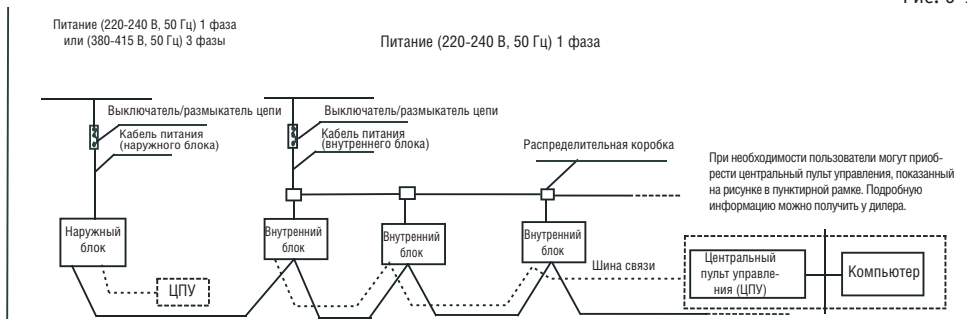 Питание (220-240 В, 50 Гц) 1 фаза
или (380-415 В, 50 Гц) 3 фазы
Питание (220-240 В, 50 Гц) 1 фаза
Выключатель/размыкатель цепи
Кабель питания
(наружного блока)
Выключатель/размыкатель цепи
Кабель питания
(внутреннего блока)
Распределительная коробка
При необходимости пользователи могут приоб-
рести центральный пульт управления, показанный
на рисунке в пунктирной рамке. Подробную
информацию можно получить у дилера.
Наружный
блок
Внутренний
блок
Внутренний
блок
Внутренний
блок
Шина связи
Центральный
пульт управле-
ния (ЦПУ)
Компьютер
ЦПУ